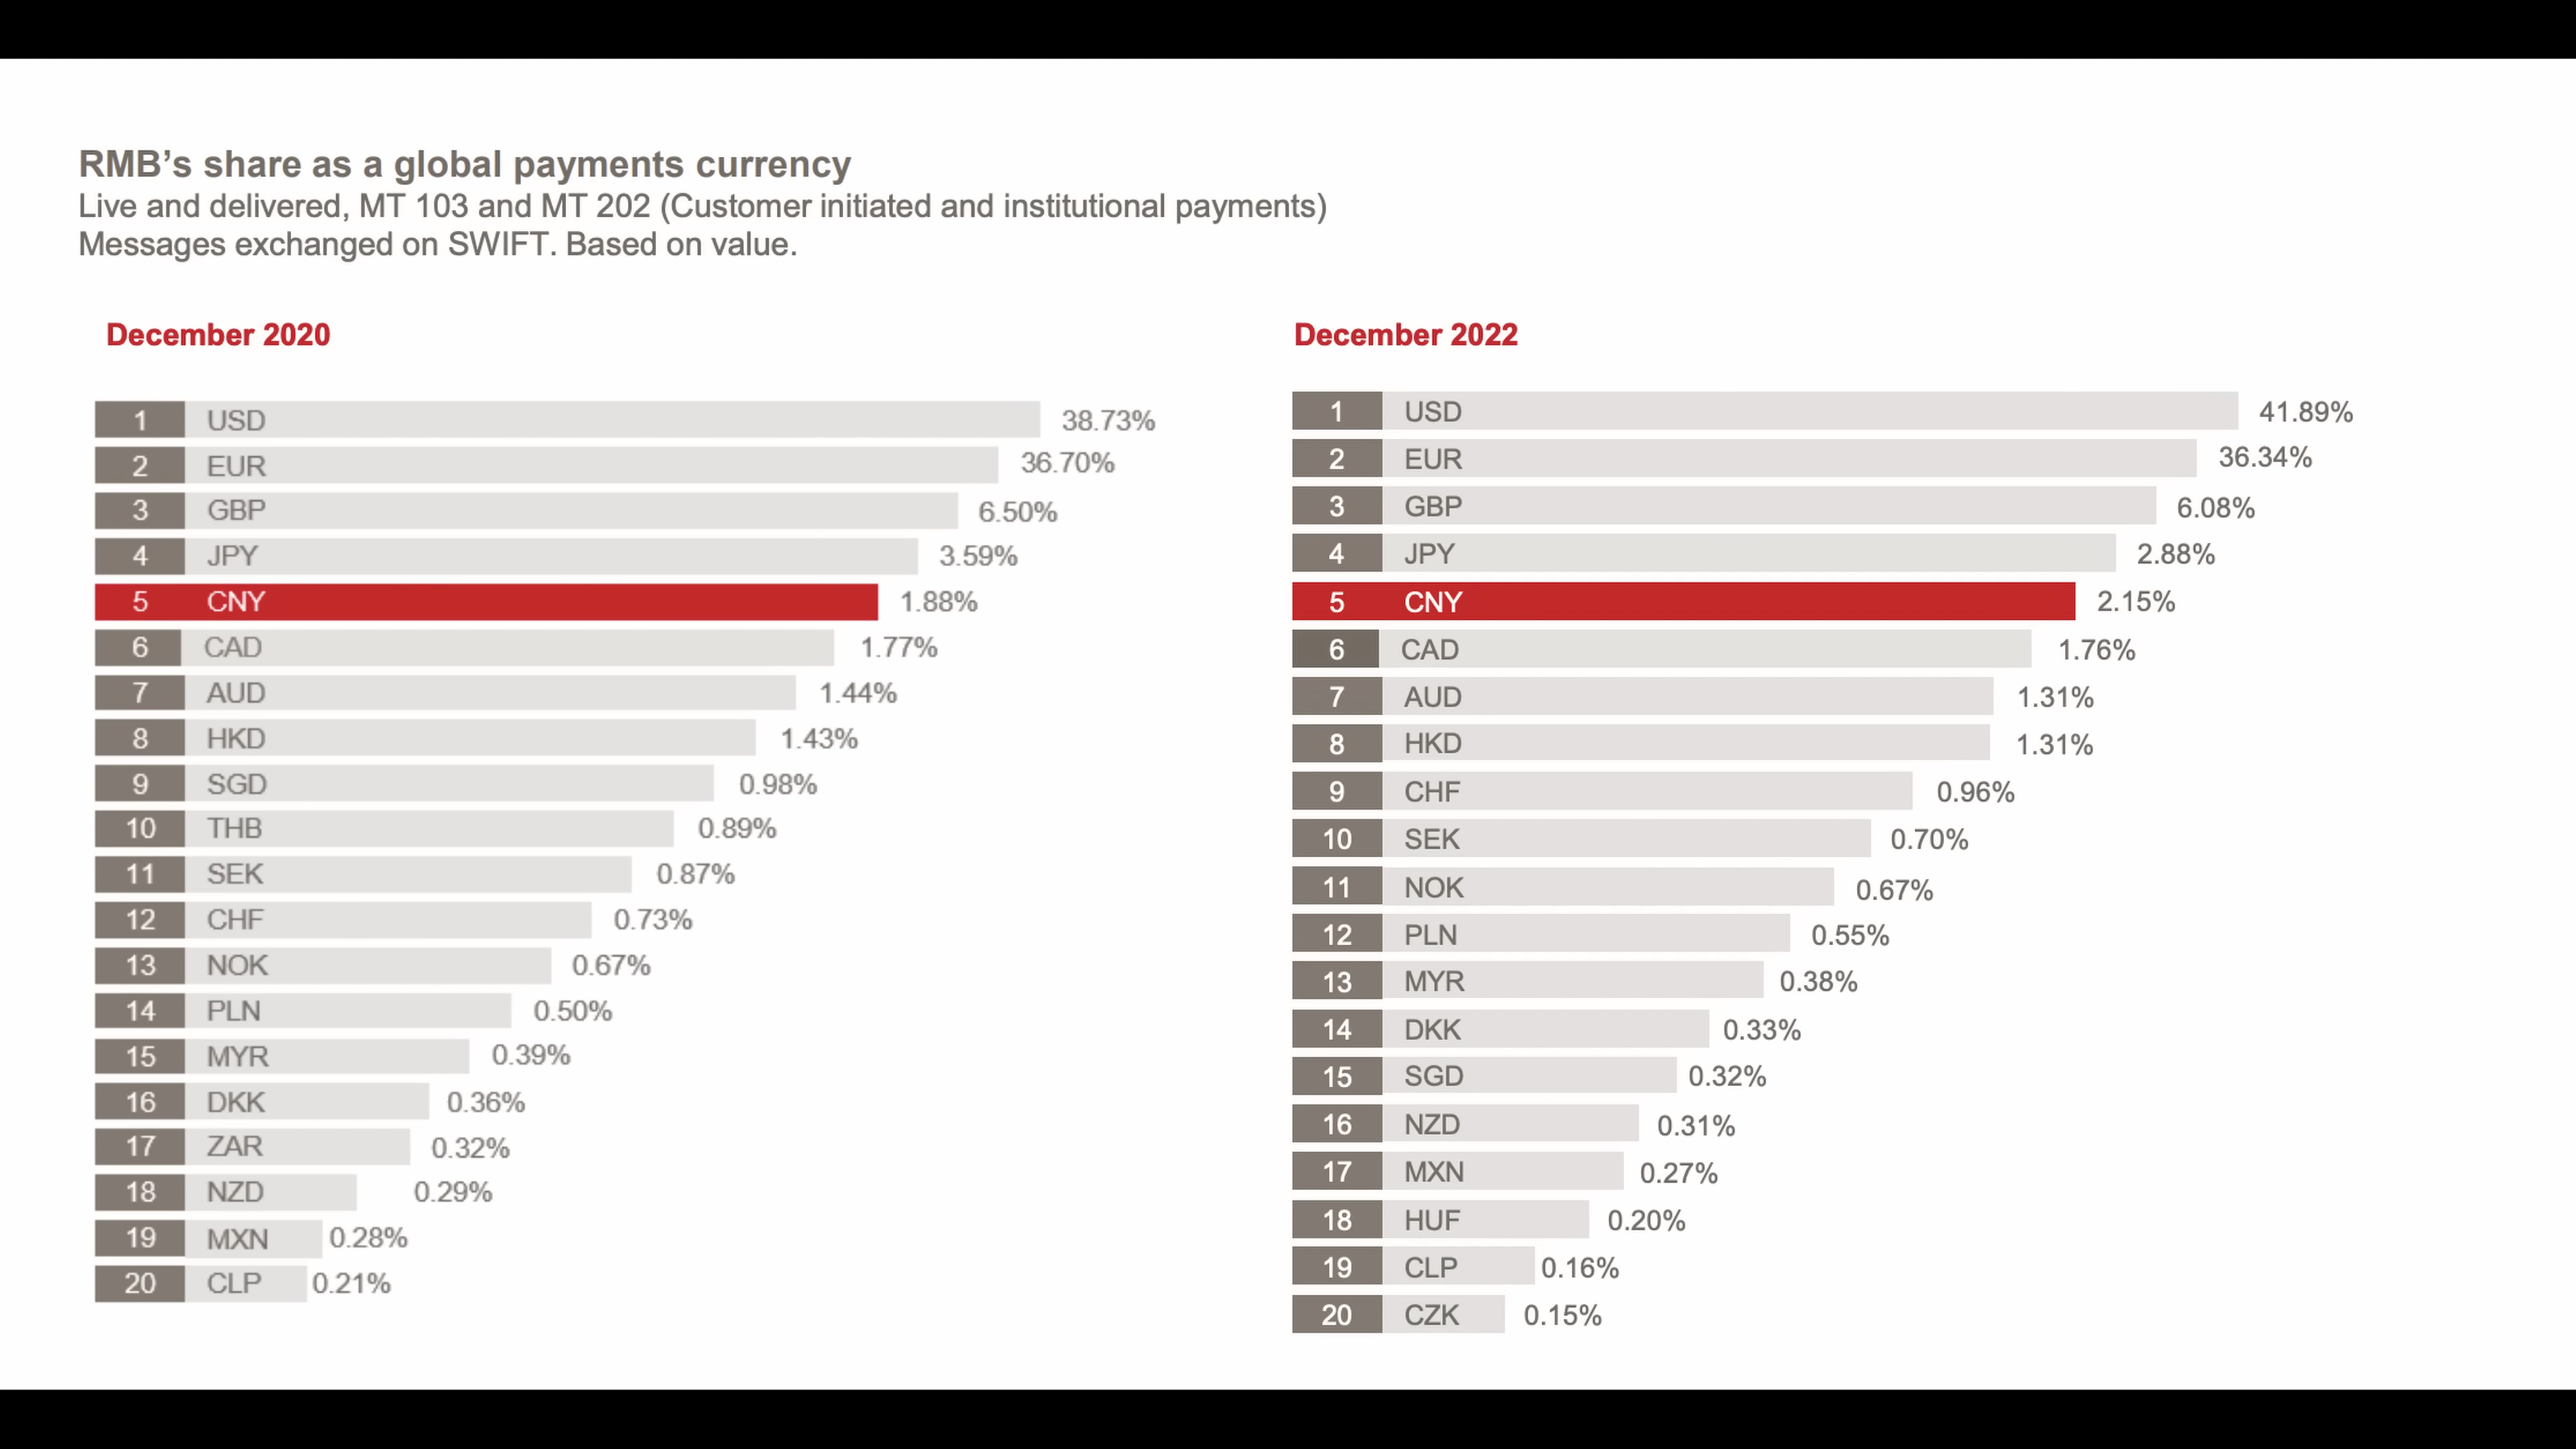 RMB's share as a global payments currency
Live and delivered, MT 103 and MT 202 (Customer initiated and institutional payments)
Messages exchanged on SWIFT. Based on value.
December 2020
1 USD 38.73%
2 EUR 36.70%
3 GBP 6.50%
4 JPY 3.59%
5 CNY 1.88%
6 CAD 1.77%
7 AUD 1.44%
8 HKD 1.43%
9 SGD 0.98%
10 THB 0.89%
11 SEK 0.87%
12 CHF 0.73%
13 NOK 0.67%
14 PLN 0.50%
15 MYR 0.39%
16 DKK 0.36%
17 ZAR 0.32%
18 NZD 0.29%
19 MXN 0.28%
20 CLP 0.21%
December 2022
1 USD 41.89%
2 EUR 36.34%
3 GBP 6.08%
4 JPY 2.88%
5 CNY 2.15%
6 CAD 1.76%
7 AUD 1.31%
8 HKD 1.31%
9 CHF 0.96%
10 SEK 0.70%
11 NOK 0.67%
12 PLN 0.55%
13 MYR 0.38%
14 DKK 0.33%
15 SGD 0.32%
16 NZD 0.31%
17 MXN 0.27%
18 HUF 0.20%
19 CLP 0.16%
20 CZK 0.15%